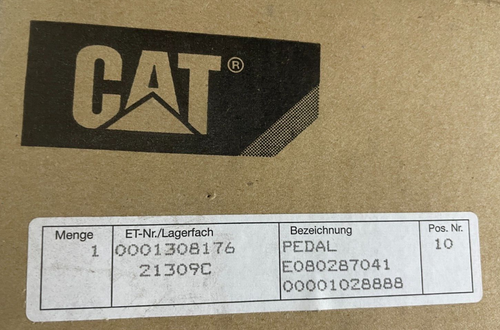 CAT®
Menge ET-Nr./Lagerfach Bezeichnung Pos. Nr.
1 0001308176 PEDAL 10
21309C E080287041
00001028888